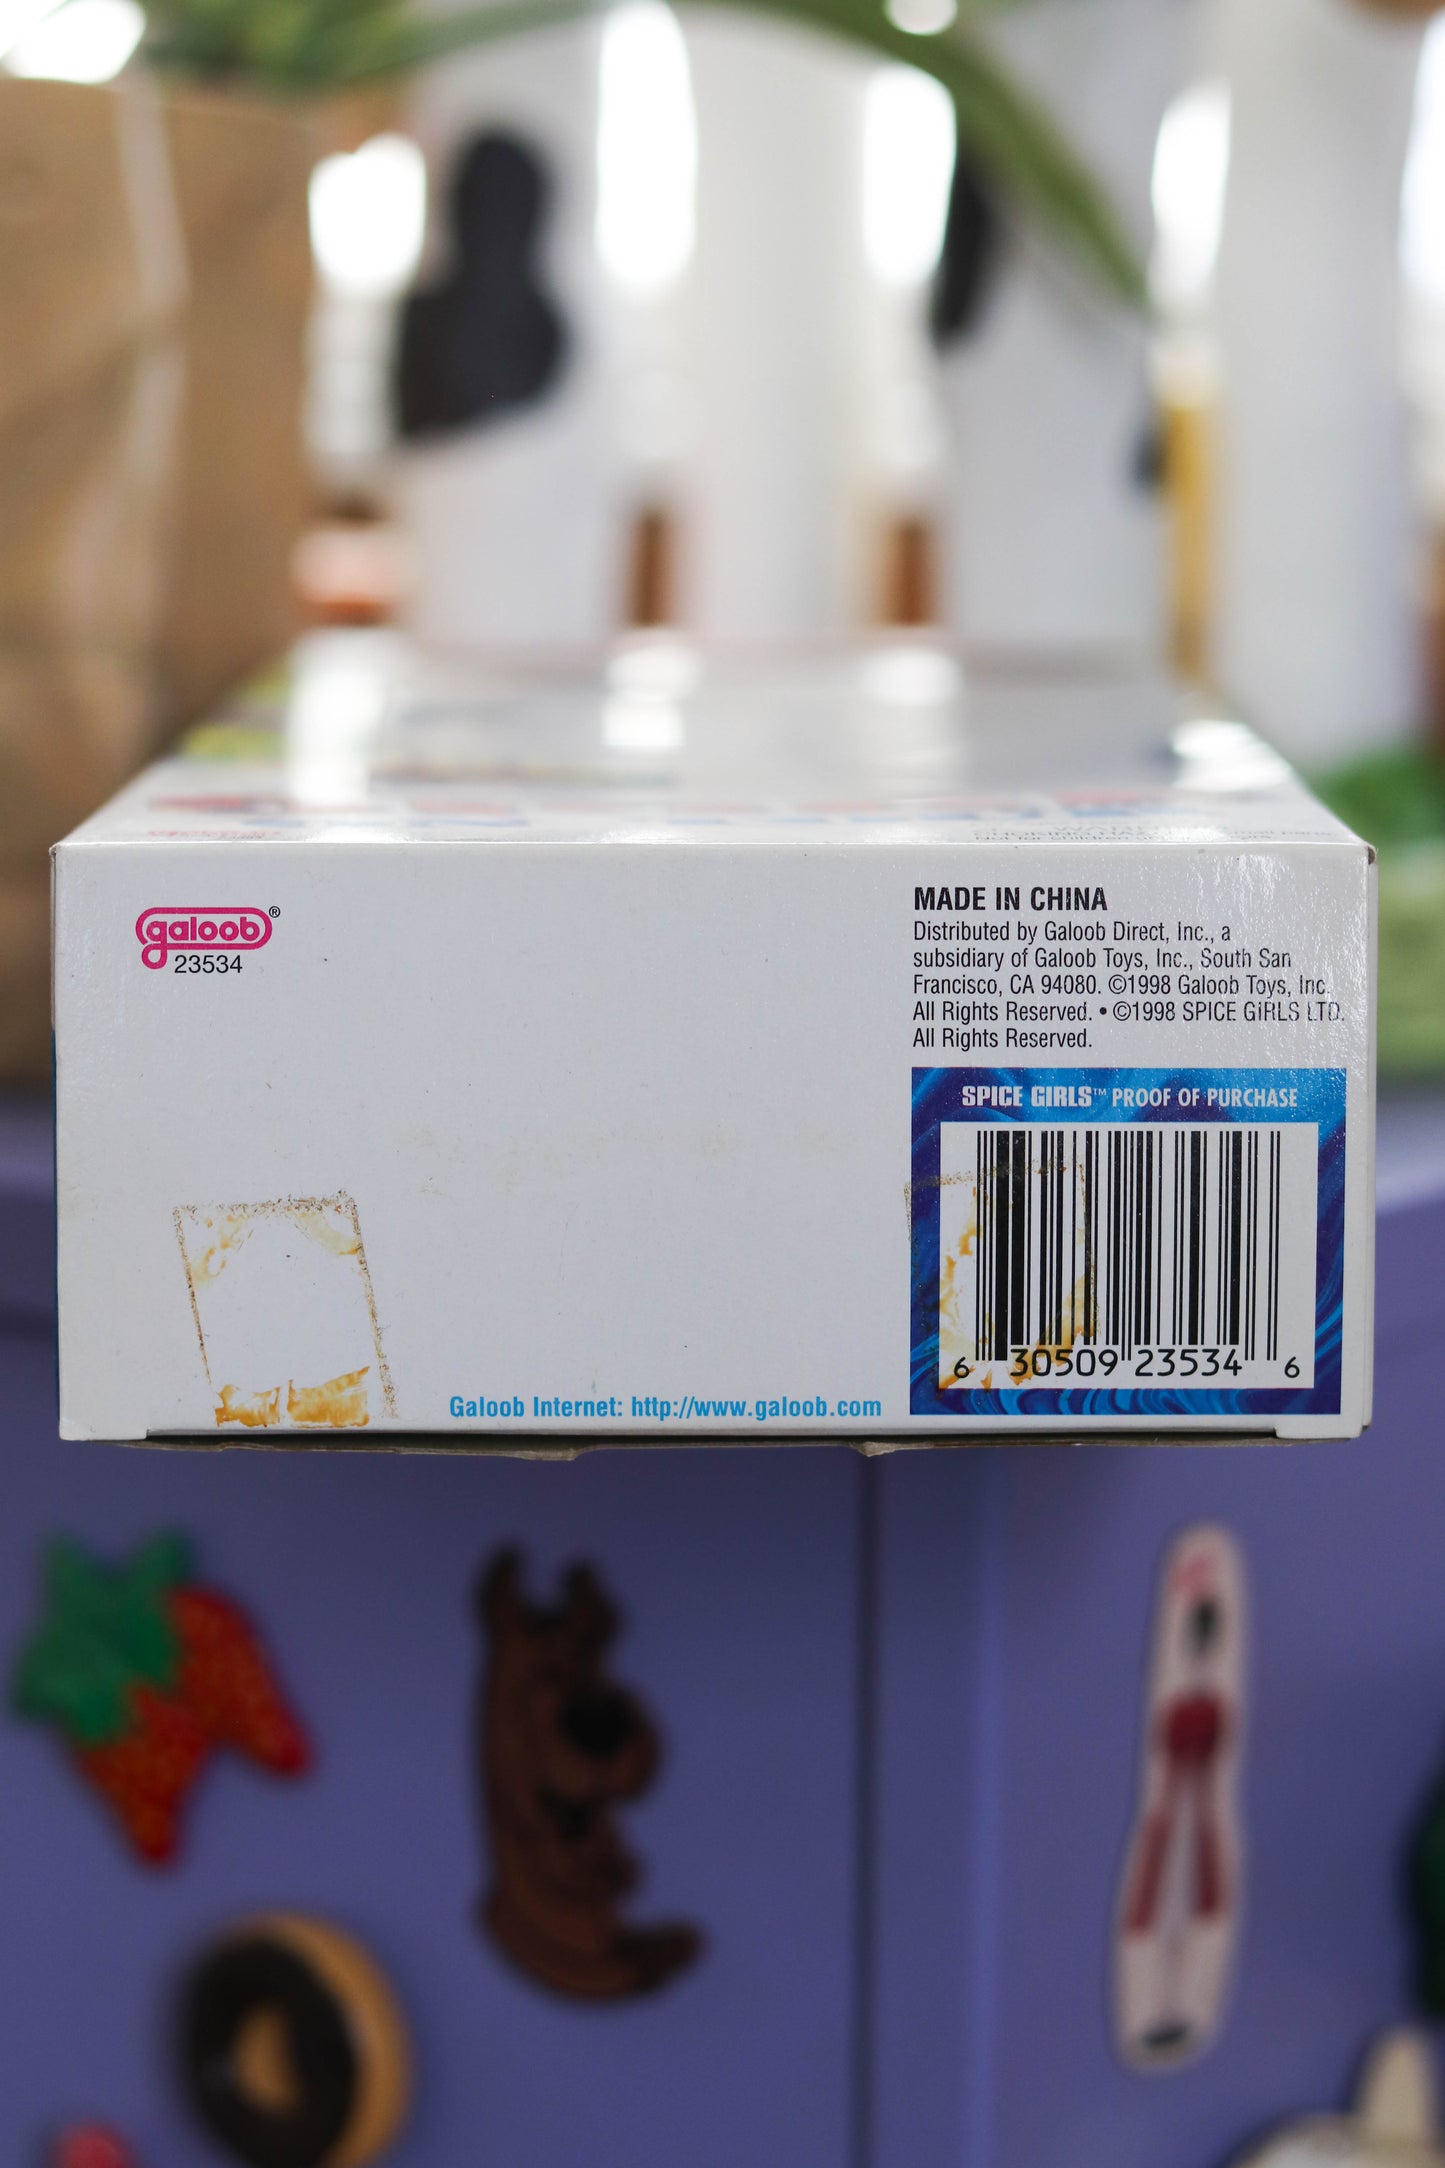 galoob®
23534
MADE IN CHINA
Distributed by Galoob Direct, Inc., a
subsidiary of Galoob Toys, Inc., South San
Francisco, CA 94080. ©1998 Galoob Toys, Inc.
All Rights Reserved. • ©1998 SPICE GIRLS LTD.
All Rights Reserved.
SPICE GIRLS™ PROOF OF PURCHASE
6 30509 23534 6
Galoob Internet: http://www.galoob.com